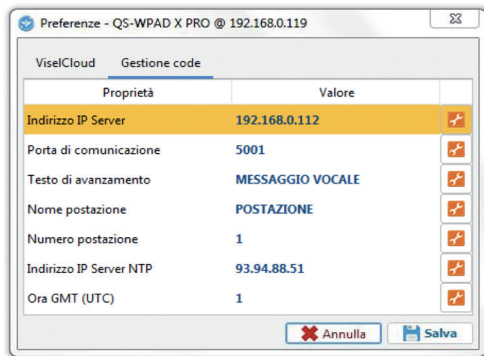 Preferenze - QS-WPAD X PRO @ 192.168.0.119
ViselCloud Gestione code
Proprietà Valore
Indirizzo IP Server 192.168.0.112
Porta di comunicazione 5001
Testo di avanzamento MESSAGGIO VOCALE
Nome postazione POSTAZIONE
Numero postazione 1
Indirizzo IP Server NTP 93.94.88.51
Ora GMT (UTC) 1
Annulla Salva